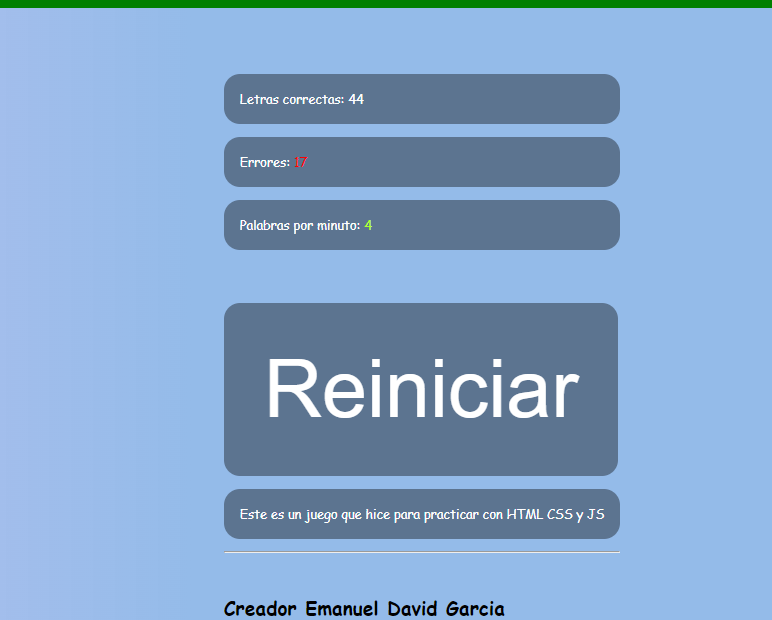 Letras correctas: 44
Errores: 17
Palabras por minuto: 4
Reiniciar
Este es un juego que hice para practicar con HTML CSS y JS
Creador Emanuel David Garcia